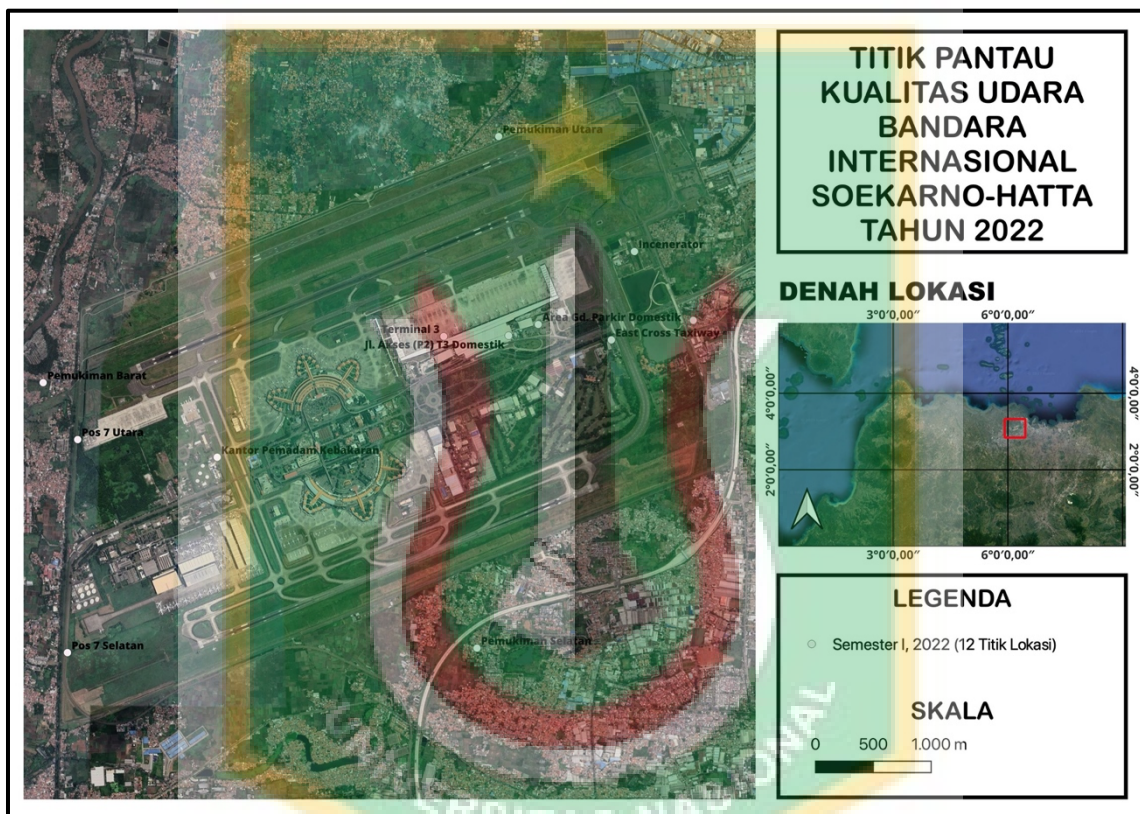 TITIK PANTAU
KUALITAS UDARA
BANDARA
INTERNASIONAL
SOEKARNO-HATTA
TAHUN 2022
DENAH LOKASI
3°0′0,00″ 6°0′0,00″
4°0′0,00″ 4°0′0,00″
2°0′0,00″ 2°0′0,00″
3°0′0,00″ 6°0′0,00″
LEGENDA
Semester I, 2022 (12 Titik Lokasi)
SKALA
0 500 1.000 m
Pemukiman Utara
Incenerator
Area Gd. Parkir Domestik
Terminal 3
East Cross Taxiway
Jl. Akses (P2) T3 Domestik
Pemukiman Barat
Pos 7 Utara
Kantor Pemadam Kebakaran
Pemukiman Selatan
Pos 7 Selatan
NASIONAL